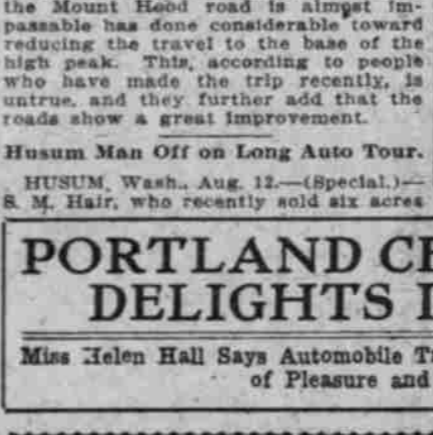 the Mount Hood road is almost im-
passable has done considerable toward
reducing the travel to the base of the
high peak. This, according to people
who have made the trip recently, is
untrue, and they further add that the
roads show a great improvement.
Husum Man Off on Long Auto Tour.
HUSUM, Wash., Aug. 12.—(Special.)—
S. M. Hair, who recently sold six acres
PORTLAND
DELIGHTS
Miss Helen Hall Says Automobile
of Pleasure and